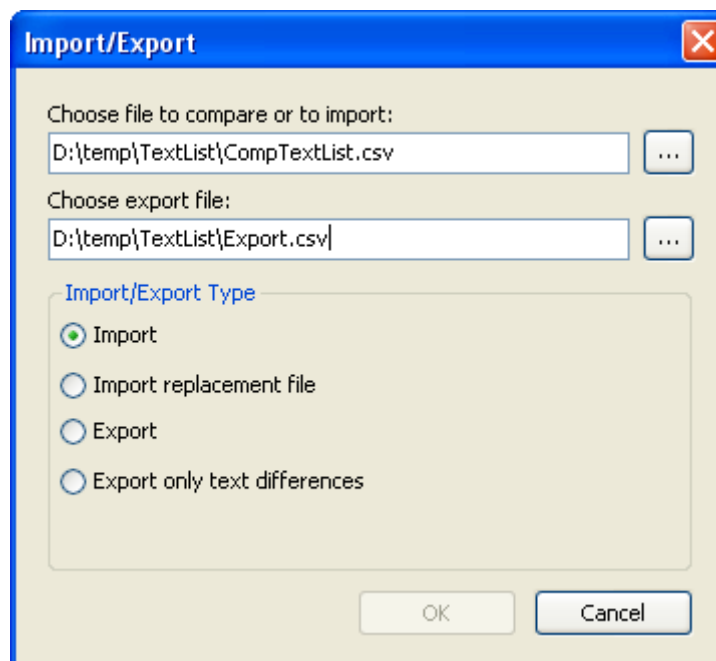 Import/Export
Choose file to compare or to import:
D:\temp\TextList\CompTextList.csv
...
Choose export file:
D:\temp\TextList\Export.csv
...
Import/Export Type
Import
Import replacement file
Export
Export only text differences
OK
Cancel